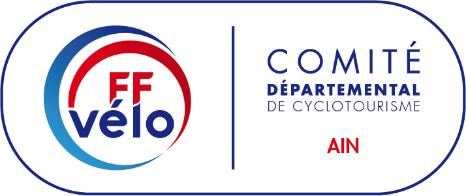 FF
vélo
COMITÉ
DÉPARTEMENTAL
DE CYCLOTOURISME
AIN